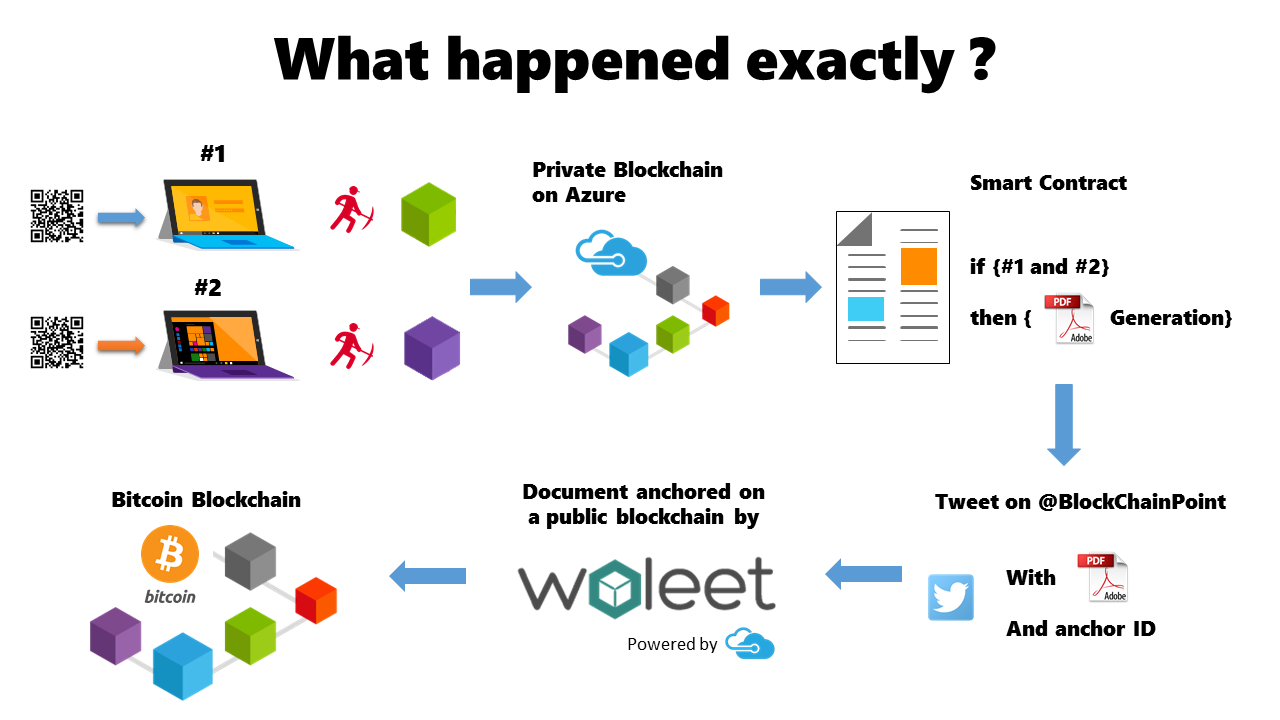 What happened exactly ?
#1
Private Blockchain
on Azure
Smart Contract
if {#1 and #2}
#2
then {
PDF
Adobe
Generation}
Bitcoin Blockchain
bitcoin
Document anchored on
a public blockchain by
woleet
Powered by
Tweet on @BlockChainPoint
With
PDF
Adobe
And anchor ID